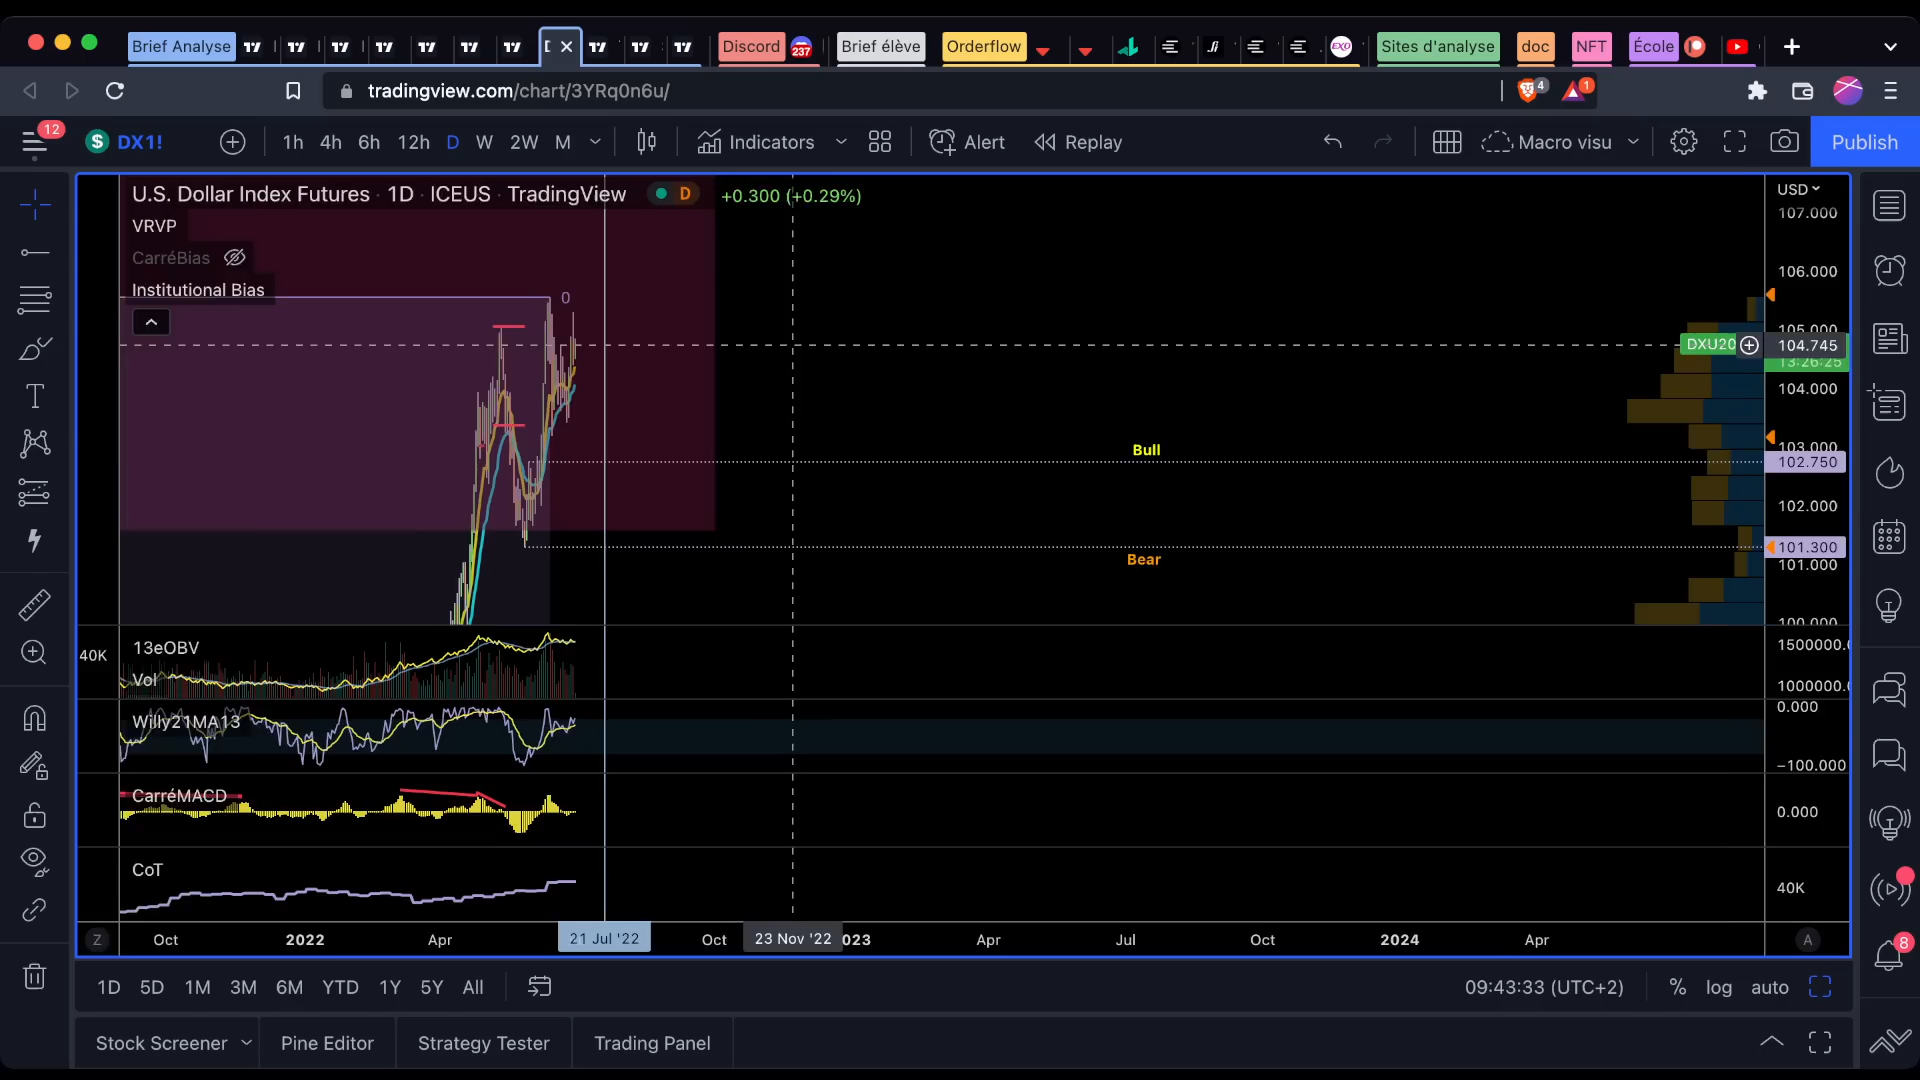 Brief Analyse
Discord
237
Brief élève
Orderflow
EXO
Sites d'analyse
doc
NFT
École
tradingview.com/chart/3YRq0n6u/
4
1
12
DX1!
1h 4h 6h 12h D W 2W M
Indicators
Alert
Replay
Macro visu
Publish
U.S. Dollar Index Futures · 1D · ICEUS · TradingView
D
+0.300 (+0.29%)
USD
VRVP
CarréBias
Institutional Bias
0
107.000
106.000
105.000
DXU20
104.745
13:26:25
104.000
103.000
Bull
102.750
102.000
101.300
Bear
101.000
100.000
40K
13eOBV
Vol
1500000.
1000000.
Willy21MA13
0.000
−100.000
CarréMACD
0.000
CoT
40K
Z
Oct
2022
Apr
21 Jul '22
Oct
23 Nov '22
023
Apr
Jul
Oct
2024
Apr
A
8
1D 5D 1M 3M 6M YTD 1Y 5Y All
09:43:33 (UTC+2)
% log auto
Stock Screener
Pine Editor
Strategy Tester
Trading Panel